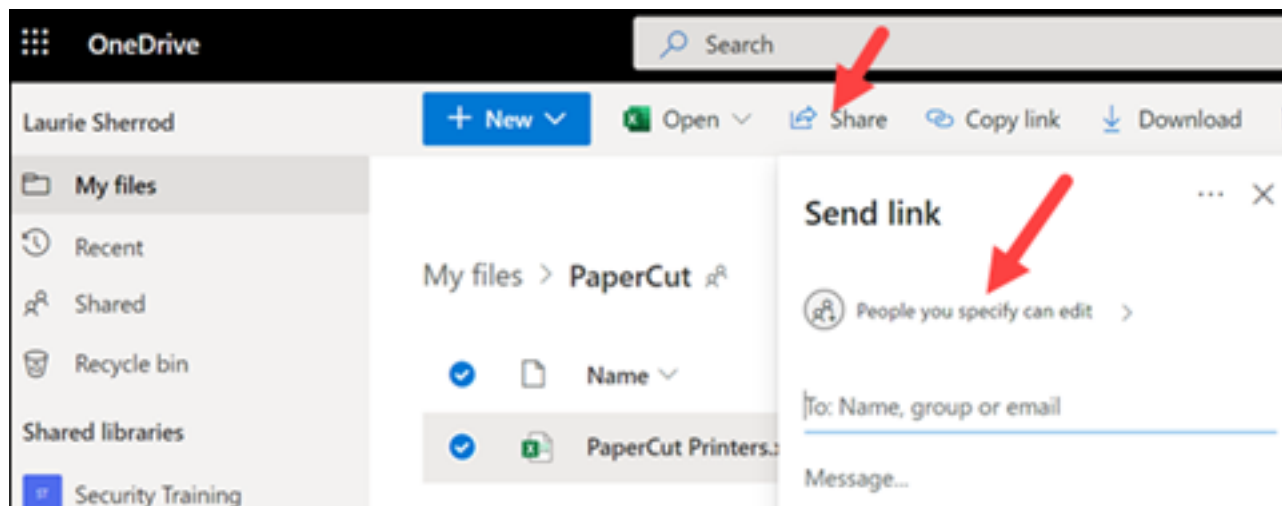 OneDrive
Search
Laurie Sherrod
New
Open
Share
Copy link
Download
My files
Recent
Shared
Recycle bin
Shared libraries
ST
Security Training
My files > PaperCut
Name
PaperCut Printers.
Send link
People you specify can edit
To: Name, group or email
Message...